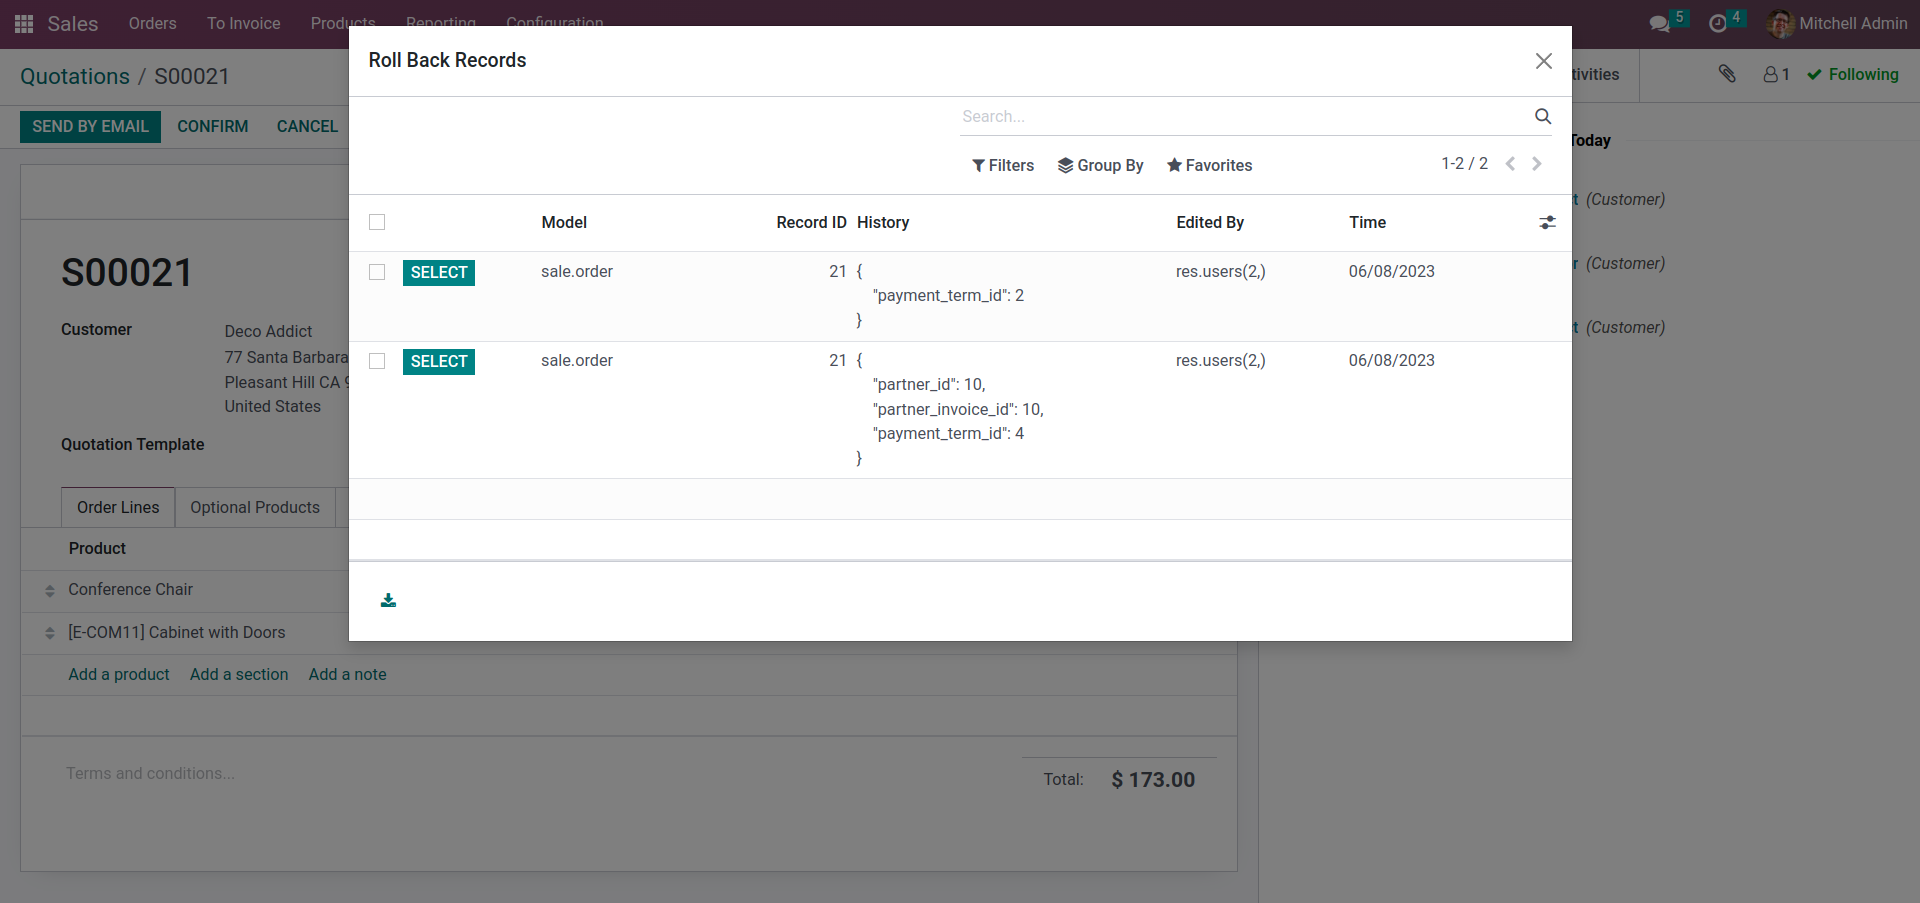 Sales Orders To Invoice Products Reporting Configuration 5 4 Mitchell Admin
Quotations / S00021
1 Following
SEND BY EMAIL CONFIRM CANCEL
Roll Back Records
Search...
Filters Group By Favorites 1-2 / 2
Model Record ID History Edited By Time
SELECT sale.order 21 { res.users(2,) 06/08/2023
"payment_term_id": 2
}
SELECT sale.order 21 { res.users(2,) 06/08/2023
"partner_id": 10,
"partner_invoice_id": 10,
"payment_term_id": 4
}
Today
(Customer)
(Customer)
(Customer)
S00021
Customer Deco Addict
77 Santa Barbara
Pleasant Hill CA
United States
Quotation Template
Order Lines Optional Products
Product
Conference Chair
[E-COM11] Cabinet with Doors
Add a product Add a section Add a note
Terms and conditions...
Total: $ 173.00